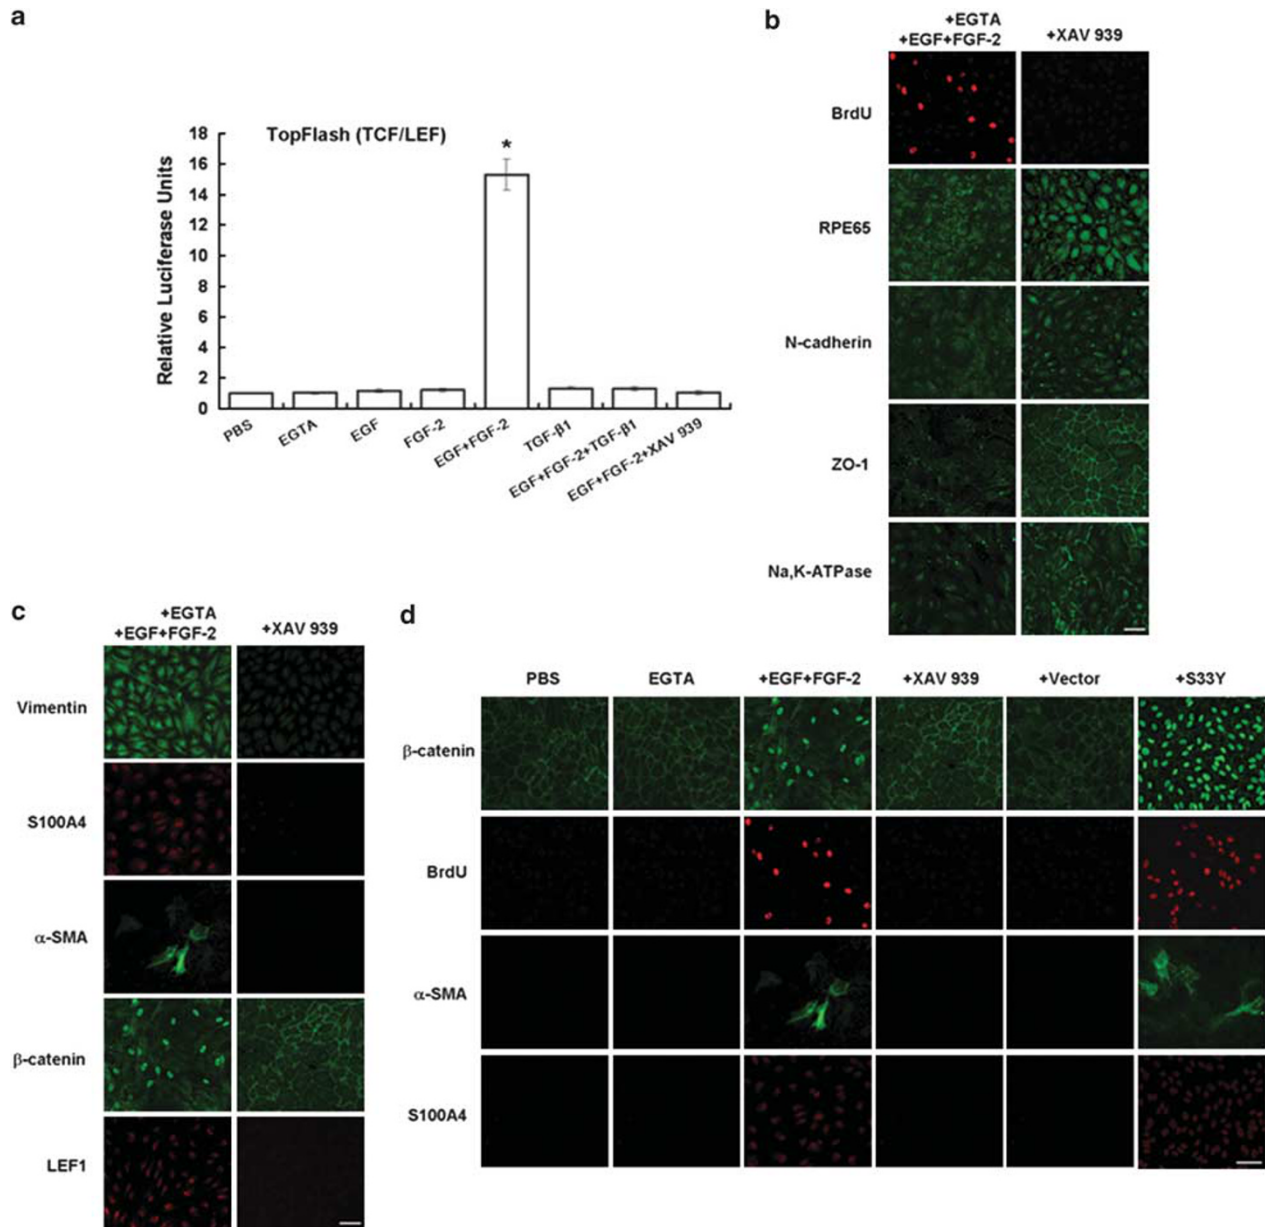 a
TopFlash (TCF/LEF)
Relative Luciferase Units
18
16
14
12
10
8
6
4
2
0
*
PBS
EGTA
EGF
FGF-2
EGF+FGF-2
TGF-β1
EGF+FGF-2+TGF-β1
EGF+FGF-2+XAV 939
b
+EGTA
+EGF+FGF-2
+XAV 939
BrdU
RPE65
N-cadherin
ZO-1
Na,K-ATPase
c
+EGTA
+EGF+FGF-2
+XAV 939
Vimentin
S100A4
α-SMA
β-catenin
LEF1
d
PBS EGTA +EGF+FGF-2 +XAV 939 +Vector +S33Y
β-catenin
BrdU
α-SMA
S100A4